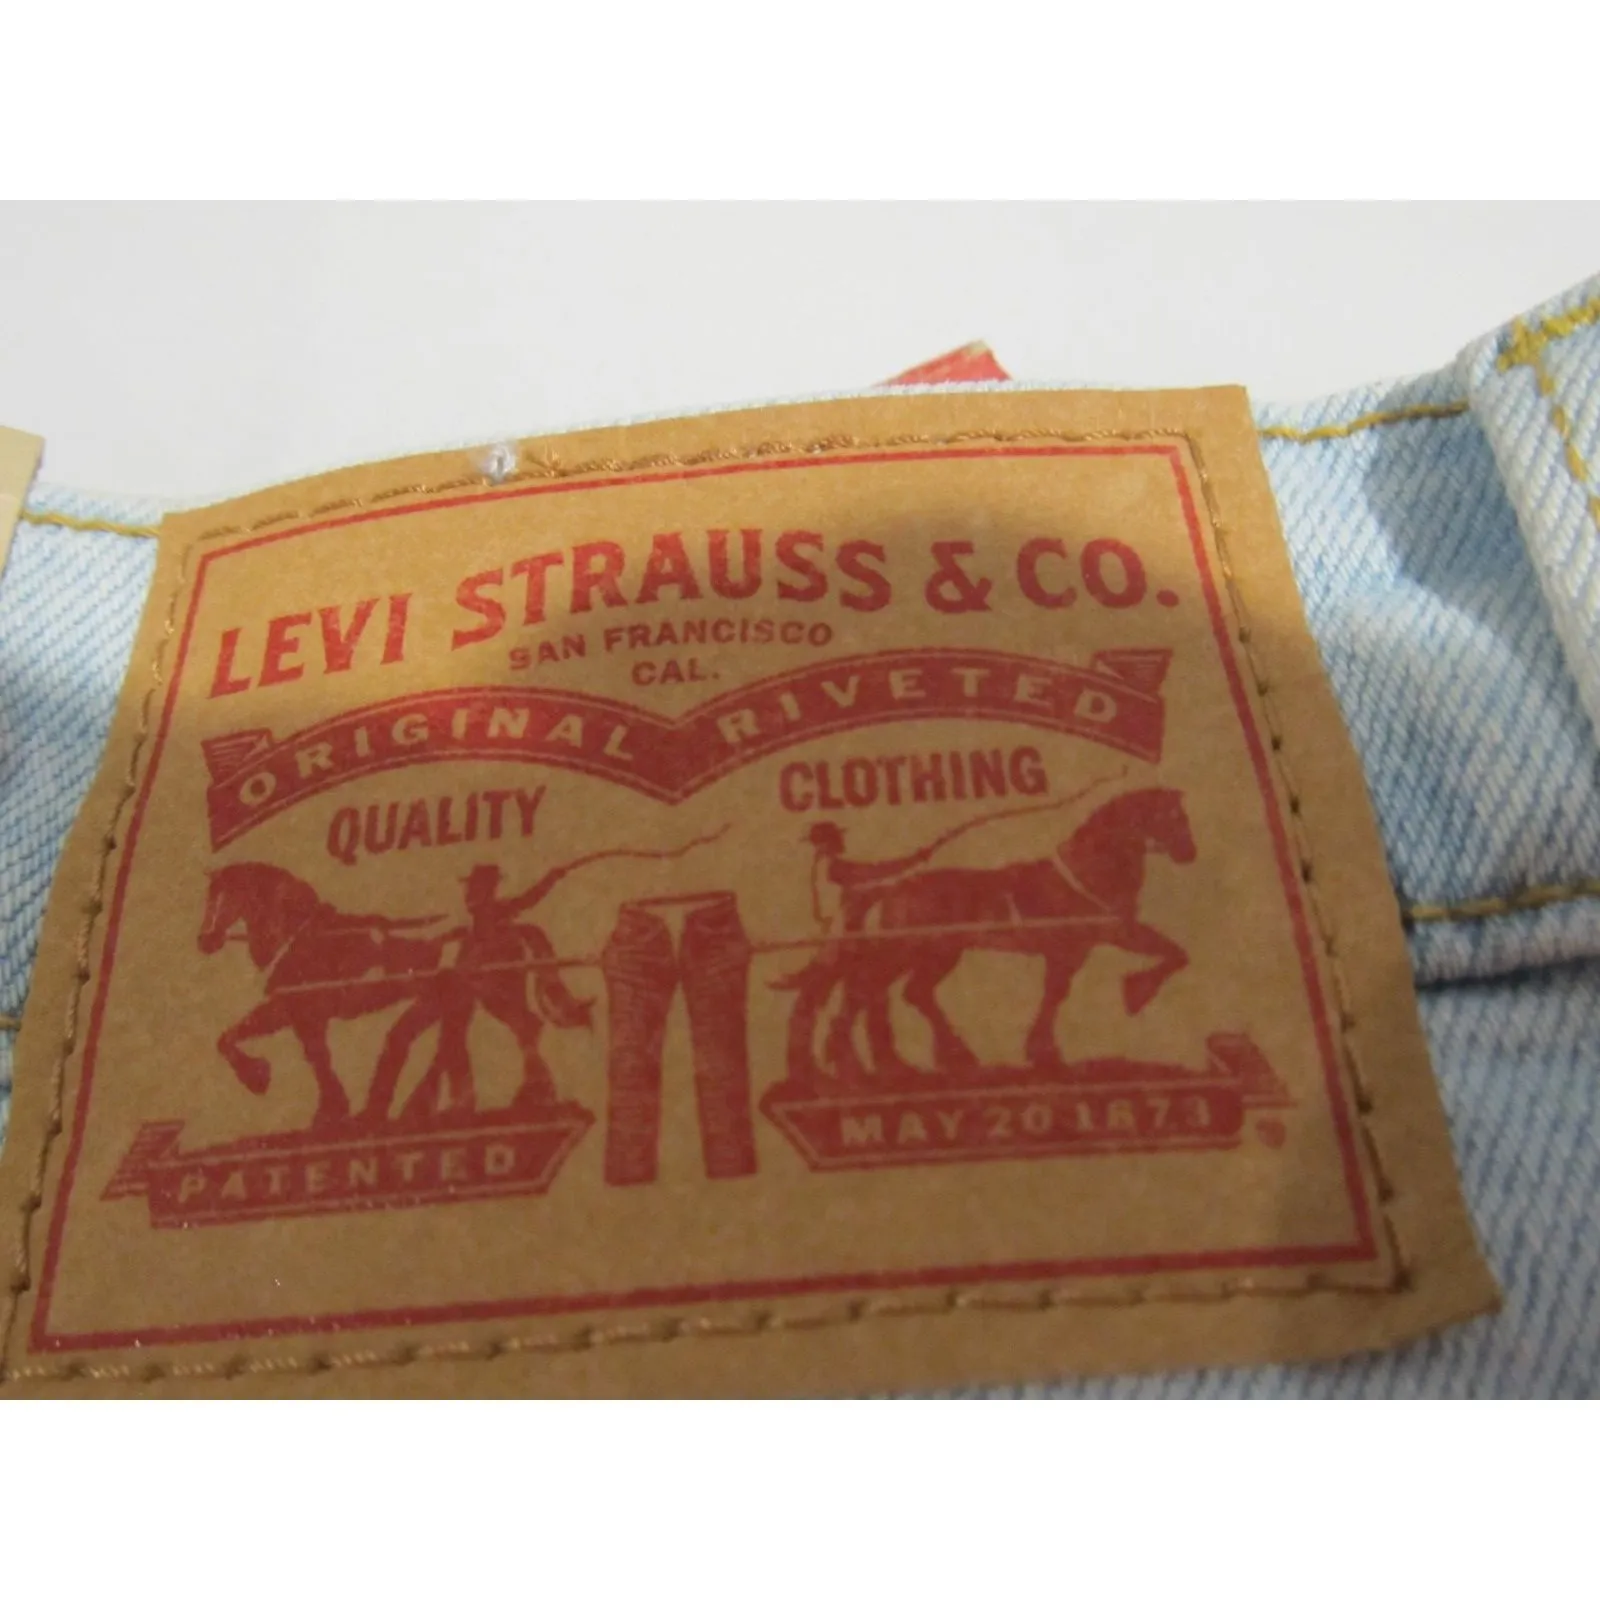 LEVI STRAUSS & CO.
SAN FRANCISCO
CAL.
ORIGINAL RIVETED
QUALITY CLOTHING
PATENTED MAY 20 1873